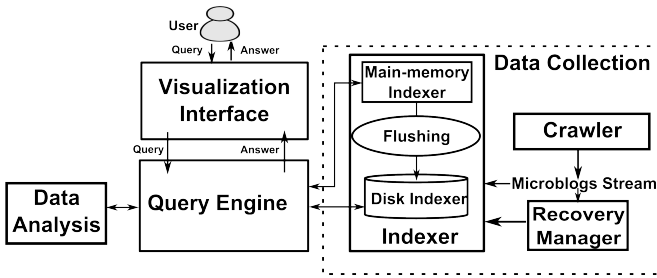 User
Query
Answer
Visualization
Interface
Query
Answer
Query Engine
Data
Analysis
Data Collection
Main-memory
Indexer
Flushing
Disk Indexer
Indexer
Crawler
Microblogs Stream
Recovery
Manager